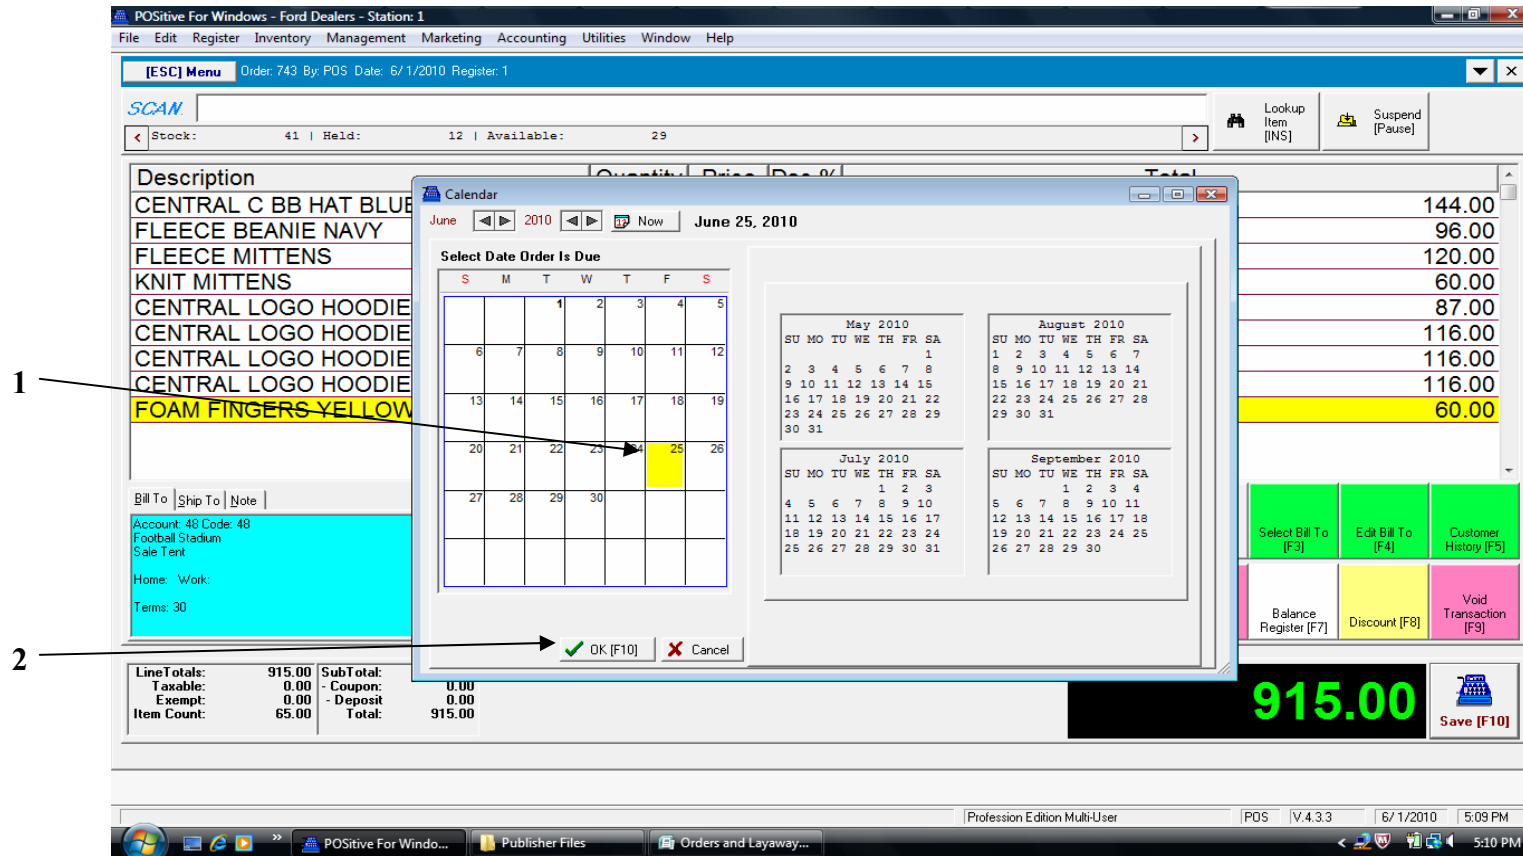 POSitive For Windows - Ford Dealers - Station: 1
File Edit Register Inventory Management Marketing Accounting Utilities Window Help
[ESC] Menu Order: 743 By: POS Date: 6/ 1/2010 Register: 1
SCAN:
Lookup Item [INS]
Suspend [Pause]
Stock: 41 | Held: 12 | Available: 29
Description Quantity Price Dsc % Total
CENTRAL C BB HAT BLUE 144.00
FLEECE BEANIE NAVY 96.00
FLEECE MITTENS 120.00
KNIT MITTENS 60.00
CENTRAL LOGO HOODIE 87.00
CENTRAL LOGO HOODIE 116.00
CENTRAL LOGO HOODIE 116.00
CENTRAL LOGO HOODIE 116.00
FOAM FINGERS YELLOW 60.00
1
2
Calendar
June 2010 Now June 25, 2010
Select Date Order Is Due
S M T W T F S
1 2 3 4 5
6 7 8 9 10 11 12
13 14 15 16 17 18 19
20 21 22 23 24 25 26
27 28 29 30
OK [F10] Cancel
May 2010
SU MO TU WE TH FR SA
1
2 3 4 5 6 7 8
9 10 11 12 13 14 15
16 17 18 19 20 21 22
23 24 25 26 27 28 29
30 31
August 2010
SU MO TU WE TH FR SA
1 2 3 4 5 6 7
8 9 10 11 12 13 14
15 16 17 18 19 20 21
22 23 24 25 26 27 28
29 30 31
July 2010
SU MO TU WE TH FR SA
1 2 3
4 5 6 7 8 9 10
11 12 13 14 15 16 17
18 19 20 21 22 23 24
25 26 27 28 29 30 31
September 2010
SU MO TU WE TH FR SA
1 2 3 4
5 6 7 8 9 10 11
12 13 14 15 16 17 18
19 20 21 22 23 24 25
26 27 28 29 30
Bill To Ship To Note
Account: 48 Code: 48
Football Stadium
Sale Tent
Home: Work:
Terms: 30
Select Bill To [F3]
Edit Bill To [F4]
Customer History [F5]
Balance Register [F7]
Discount [F8]
Void Transaction [F9]
LineTotals: 915.00 SubTotal:
Taxable: 0.00 - Coupon: 0.00
Exempt: 0.00 - Deposit 0.00
Item Count: 65.00 Total: 915.00
915.00
Save [F10]
Profession Edition Multi-User POS V.4.3.3 6/ 1/2010 5:09 PM
POSitive For Windo... Publisher Files Orders and Layaway... 5:10 PM